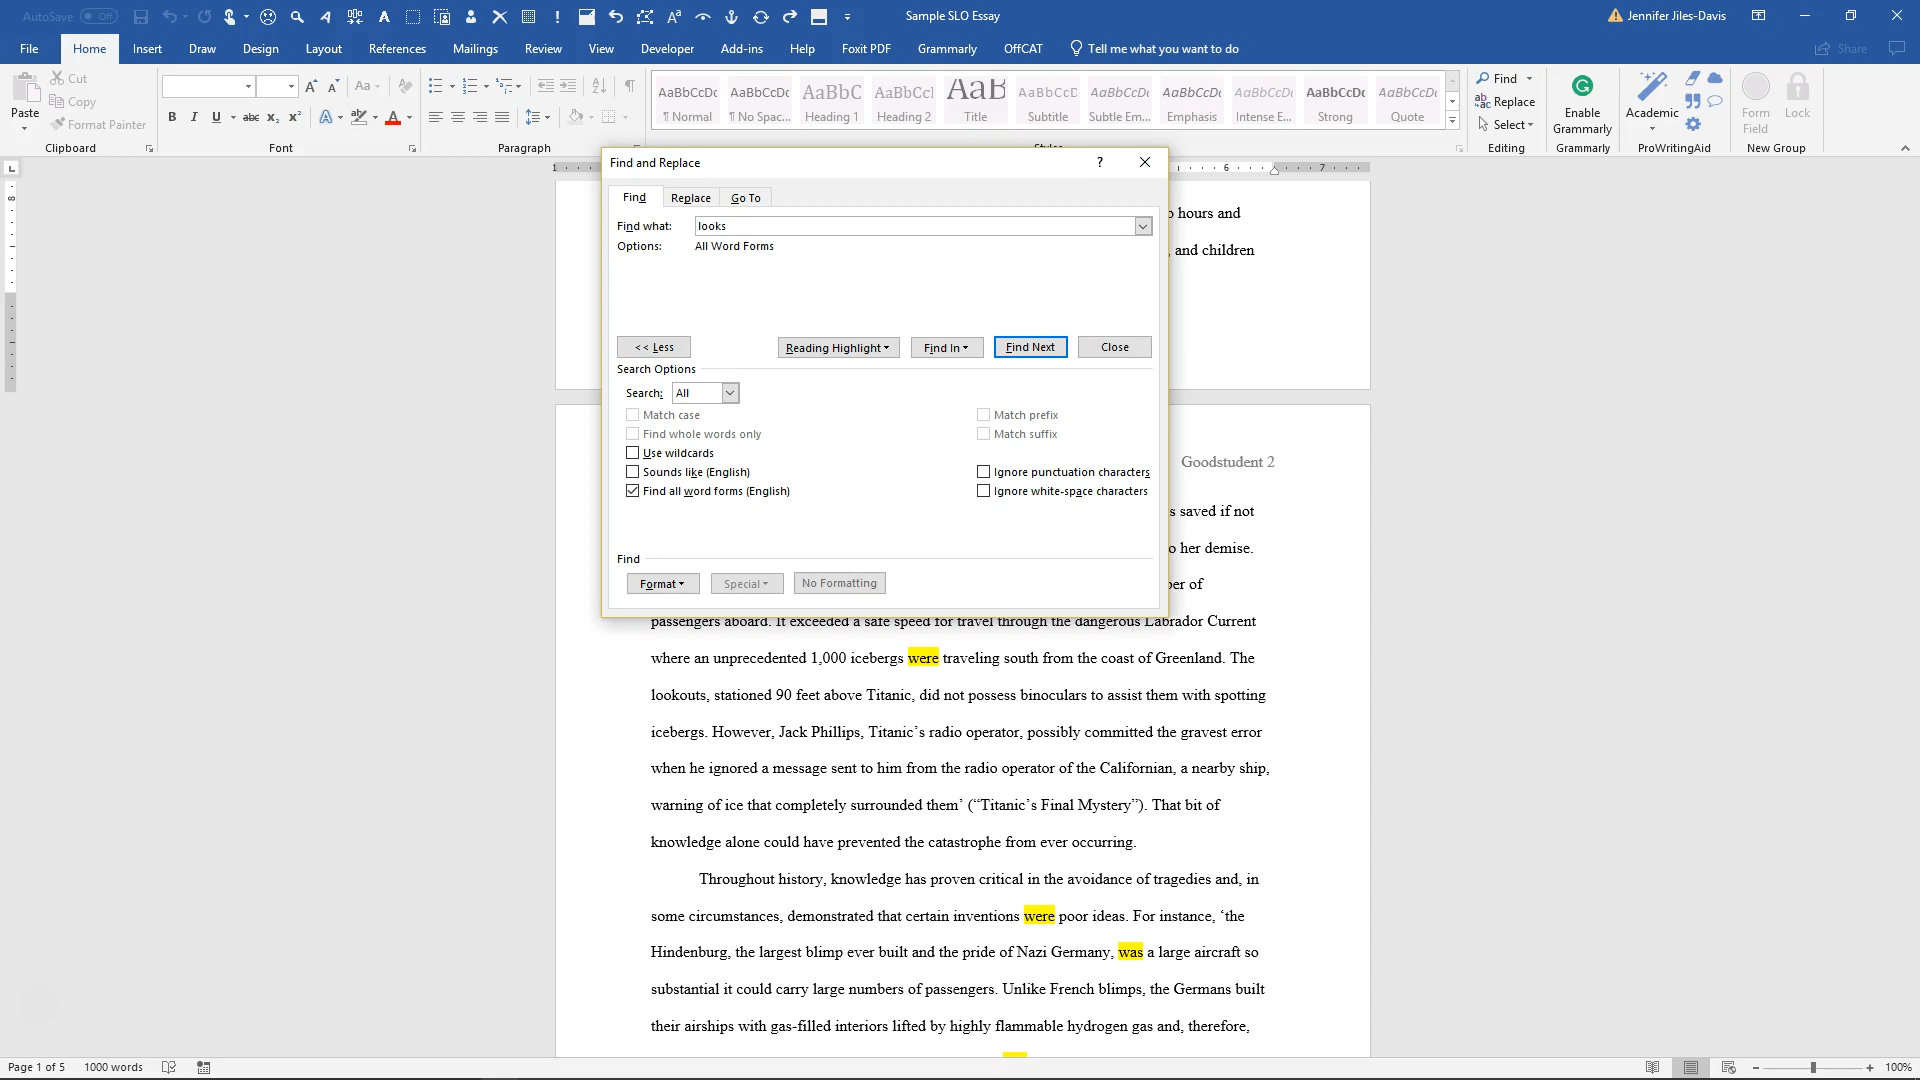 AutoSave Off
Sample SLO Essay
Jennifer Jiles-Davis
File Home Insert Draw Design Layout References Mailings Review View Developer Add-ins Help Foxit PDF Grammarly OffCAT Tell me what you want to do Share
Paste
Cut
Copy
Format Painter
Clipboard
Font
Paragraph
AaBbCcDc AaBbCcDc AaBbC AaBbCcI AaB AaBbCcD AaBbCcDı AaBbCcDı AaBbCcDı AaBbCcDc AaBbCcDı
¶ Normal ¶ No Spac... Heading 1 Heading 2 Title Subtitle Subtle Em... Emphasis Intense E... Strong Quote
Find
Replace
Select
Editing
Enable
Grammarly
Grammarly
Academic
ProWritingAid
Form
Field
Lock
New Group
Find and Replace
Find Replace Go To
Find what: looks
Options: All Word Forms
<< Less Reading Highlight Find In Find Next Close
Search Options
Search: All
Match case Match prefix
Find whole words only Match suffix
Use wildcards
Sounds like (English) Ignore punctuation characters
Find all word forms (English) Ignore white-space characters
Find
Format Special No Formatting
6 7
hours and
, and children
Goodstudent 2
s saved if not
o her demise.
ber of
passengers aboard. It exceeded a safe speed for travel through the dangerous Labrador Current
where an unprecedented 1,000 icebergs were traveling south from the coast of Greenland. The
lookouts, stationed 90 feet above Titanic, did not possess binoculars to assist them with spotting
icebergs. However, Jack Phillips, Titanic’s radio operator, possibly committed the gravest error
when he ignored a message sent to him from the radio operator of the Californian, a nearby ship,
warning of ice that completely surrounded them’ (“Titanic’s Final Mystery”). That bit of
knowledge alone could have prevented the catastrophe from ever occurring.
Throughout history, knowledge has proven critical in the avoidance of tragedies and, in
some circumstances, demonstrated that certain inventions were poor ideas. For instance, ‘the
Hindenburg, the largest blimp ever built and the pride of Nazi Germany, was a large aircraft so
substantial it could carry large numbers of passengers. Unlike French blimps, the Germans built
their airships with gas-filled interiors lifted by highly flammable hydrogen gas and, therefore,
Page 1 of 5 1000 words 100%